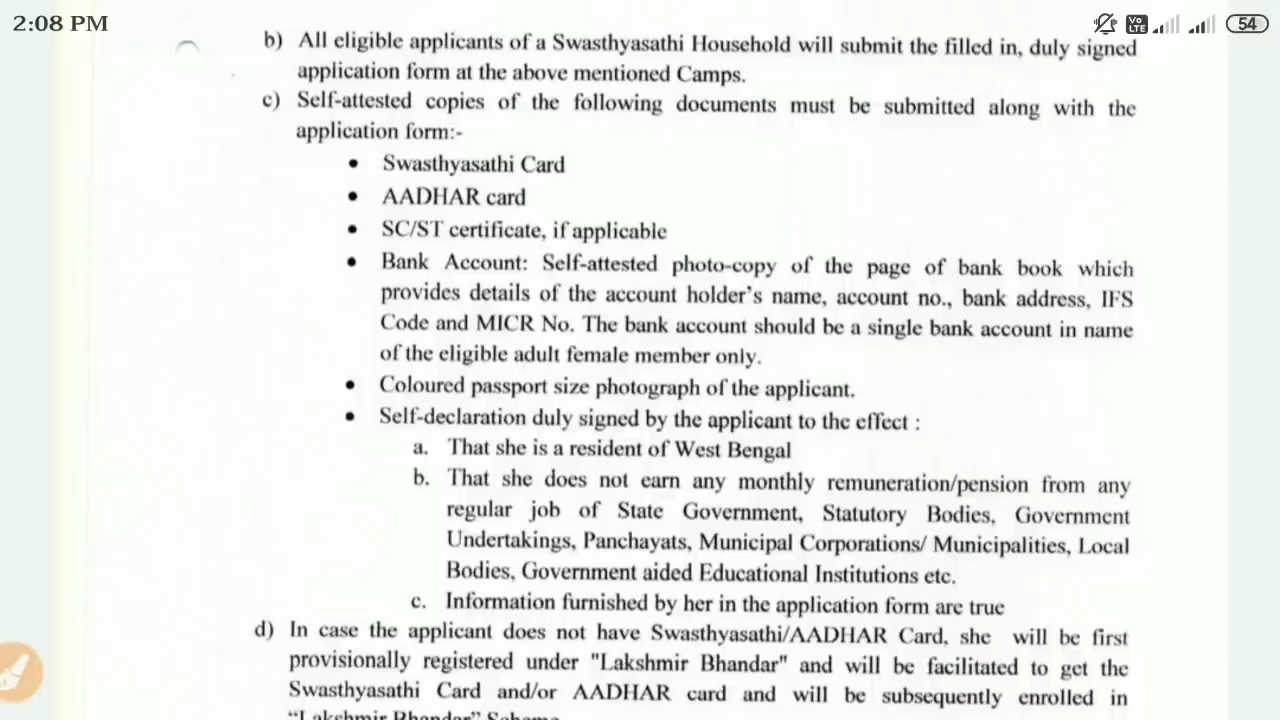 2:08 PM
Vo LTE 54
b) All eligible applicants of a Swasthyasathi Household will submit the filled in, duly signed
application form at the above mentioned Camps.
c) Self-attested copies of the following documents must be submitted along with the
application form:-
• Swasthyasathi Card
• AADHAR card
• SC/ST certificate, if applicable
• Bank Account: Self-attested photo-copy of the page of bank book which
provides details of the account holder's name, account no., bank address, IFS
Code and MICR No. The bank account should be a single bank account in name
of the eligible adult female member only.
• Coloured passport size photograph of the applicant.
• Self-declaration duly signed by the applicant to the effect :
a. That she is a resident of West Bengal
b. That she does not earn any monthly remuneration/pension from any
regular job of State Government, Statutory Bodies, Government
Undertakings, Panchayats, Municipal Corporations/ Municipalities, Local
Bodies, Government aided Educational Institutions etc.
c. Information furnished by her in the application form are true
d) In case the applicant does not have Swasthyasathi/AADHAR Card, she will be first
provisionally registered under "Lakshmir Bhandar" and will be facilitated to get the
Swasthyasathi Card and/or AADHAR card and will be subsequently enrolled in
"Lakshmir Bhandar" Scheme